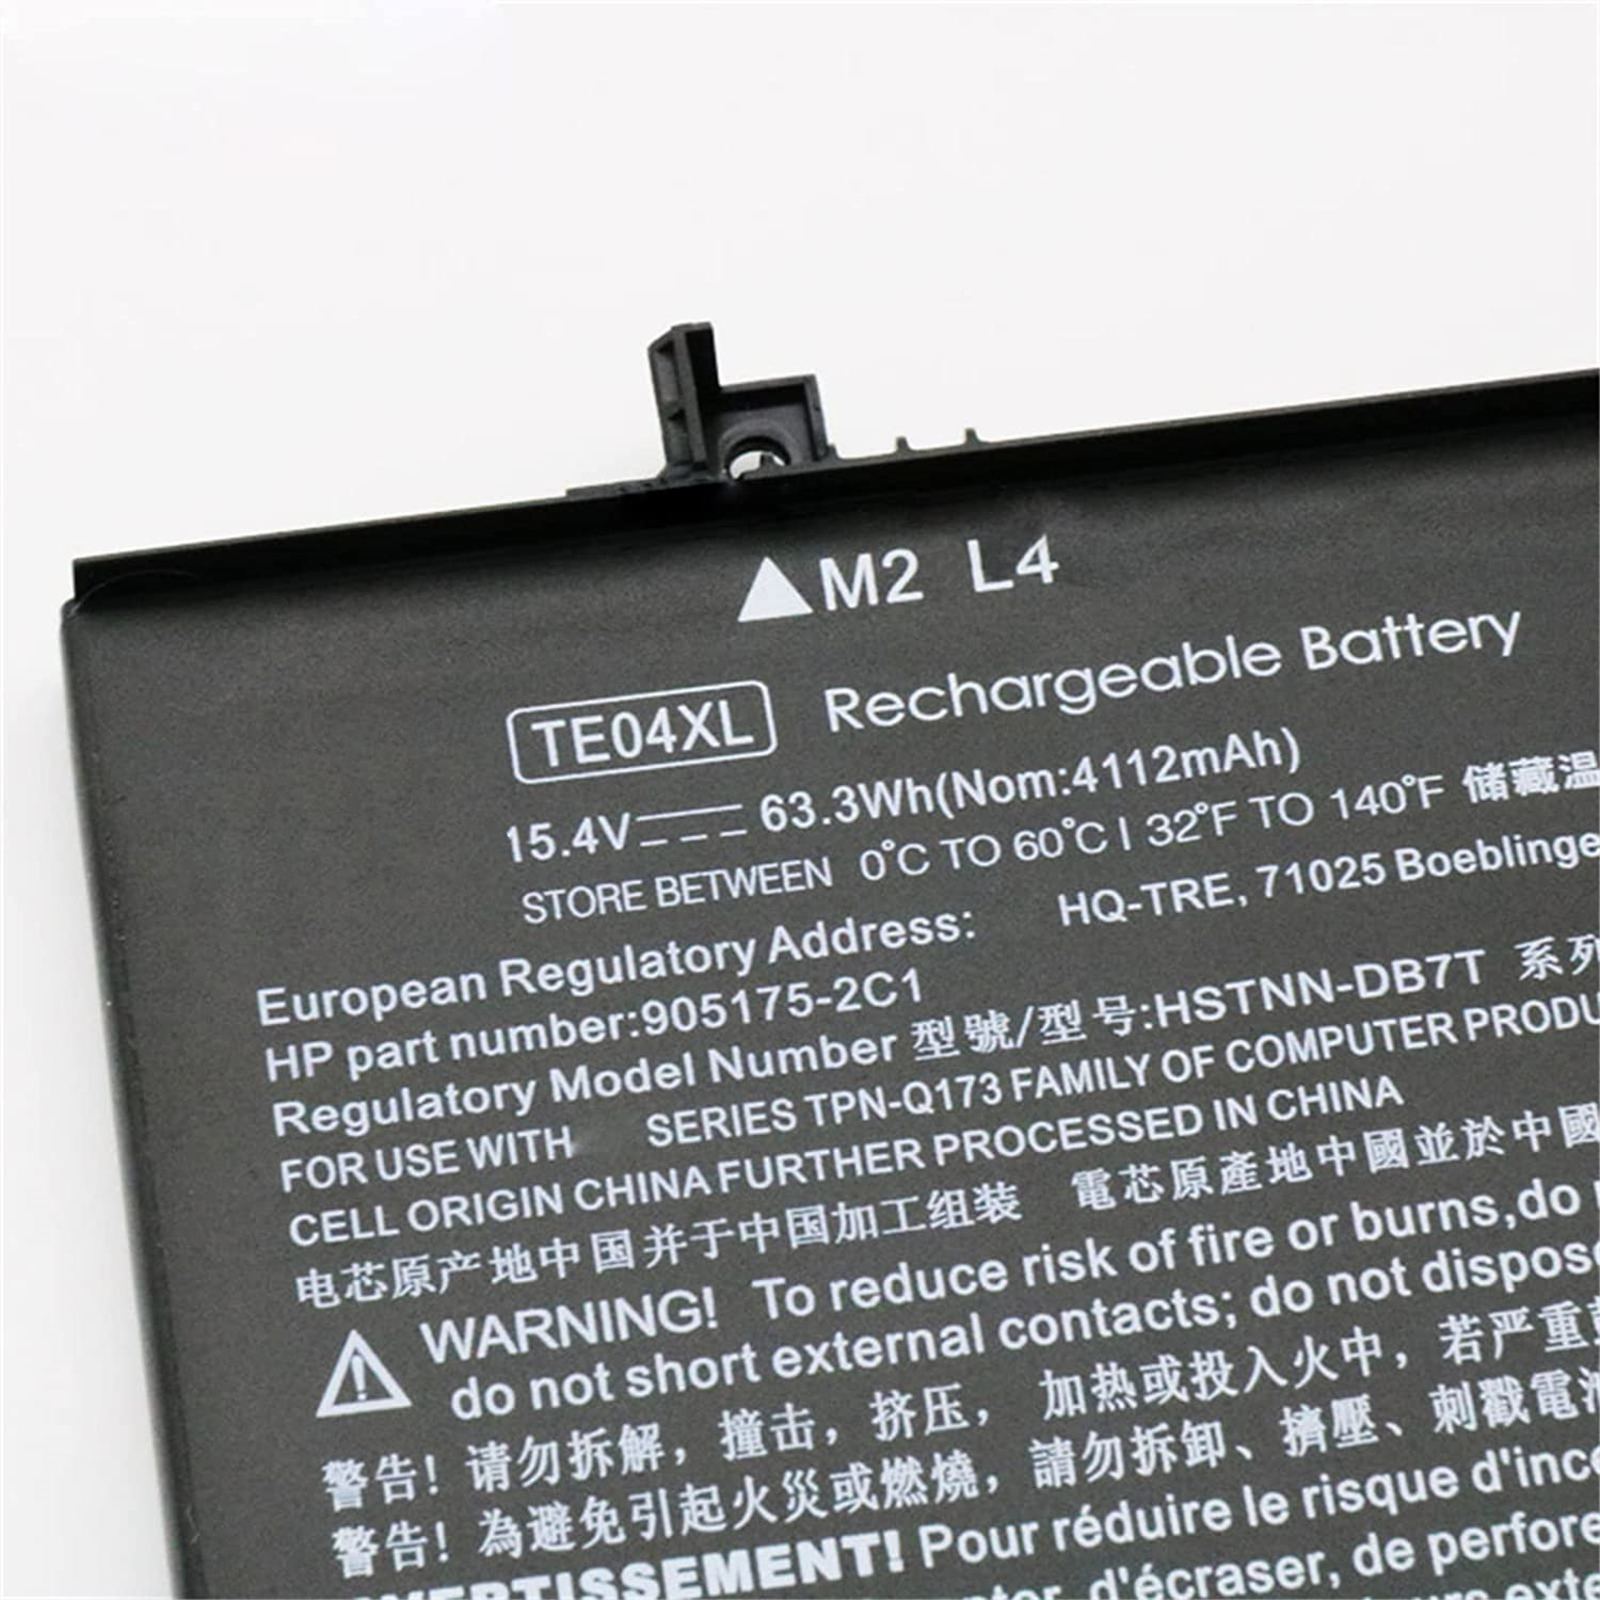 M2 L4
TE04XL Rechargeable Battery
15.4V 63.3Wh(Nom:4112mAh)
STORE BETWEEN 0°C TO 60°C | 32°F TO 140°F 储藏温
European Regulatory Address: HQ-TRE, 71025 Boeblinge
HP part number:905175-2C1
Regulatory Model Number 型號/型号:HSTNN-DB7T 系列
FOR USE WITH SERIES TPN-Q173 FAMILY OF COMPUTER PRODU
CELL ORIGIN CHINA FURTHER PROCESSED IN CHINA
电芯原产地中国并于中国加工组装 電芯原產地中國並於中國
WARNING! To reduce risk of fire or burns,do
do not short external contacts; do not dispose
警告! 请勿拆解，撞击，挤压，加热或投入火中，若严重
警告! 為避免引起火災或燃燒，請勿拆卸、擠壓、刺戳電池
AVERTISSEMENT! Pour réduire le risque d'ince
d'écraser, de perfore